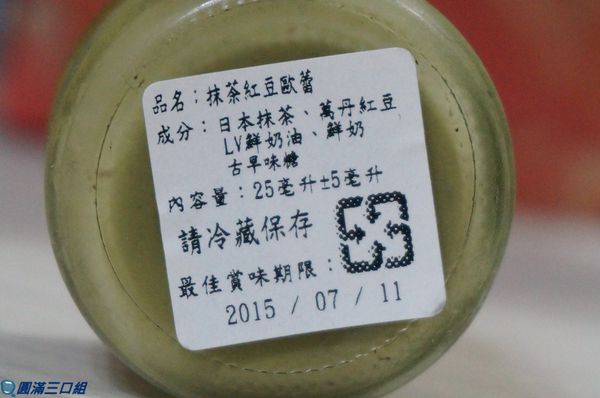 品名：抹茶紅豆歐蕾
成分：日本抹茶、萬丹紅豆
LV鮮奶油、鮮奶
古早味糖
內容量：25毫升±5毫升
請冷藏保存
最佳賞味期限：
2015 / 07 / 11
圓滿三口組